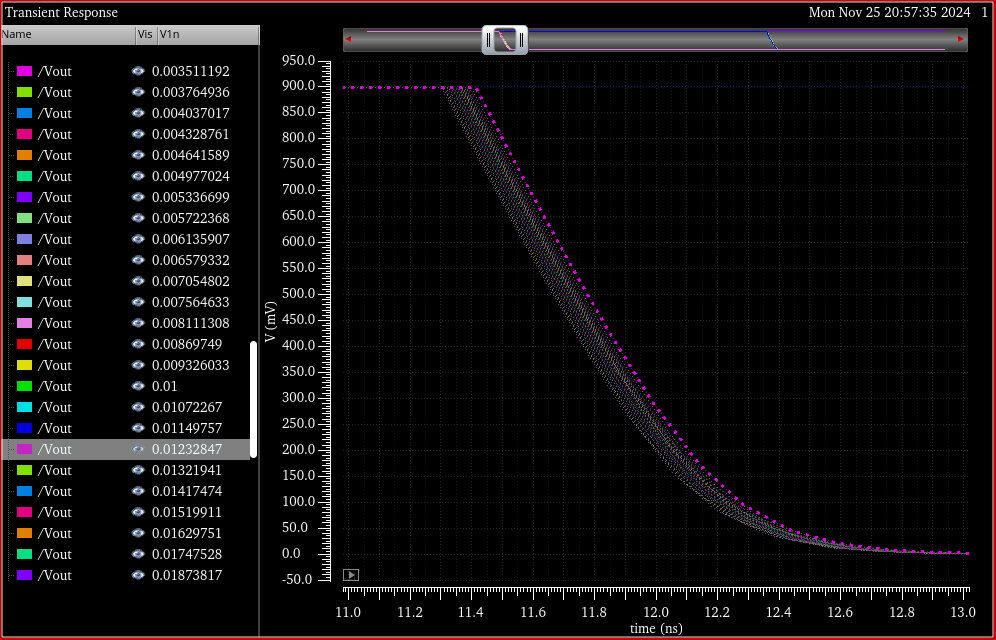 Transient Response Mon Nov 25 20:57:35 2024 1
Name Vis V1n
/Vout 0.003511192
/Vout 0.003764936
/Vout 0.004037017
/Vout 0.004328761
/Vout 0.004641589
/Vout 0.004977024
/Vout 0.005336699
/Vout 0.005722368
/Vout 0.006135907
/Vout 0.006579332
/Vout 0.007054802
/Vout 0.007564633
/Vout 0.008111308
/Vout 0.00869749
/Vout 0.009326033
/Vout 0.01
/Vout 0.01072267
/Vout 0.01149757
/Vout 0.01232847
/Vout 0.01321941
/Vout 0.01417474
/Vout 0.01519911
/Vout 0.01629751
/Vout 0.01747528
/Vout 0.01873817
950.0
900.0
850.0
800.0
750.0
700.0
650.0
600.0
550.0
500.0
450.0
400.0
350.0
300.0
250.0
200.0
150.0
100.0
50.0
0.0
-50.0
V (mV)
11.0 11.2 11.4 11.6 11.8 12.0 12.2 12.4 12.6 12.8 13.0
time (ns)